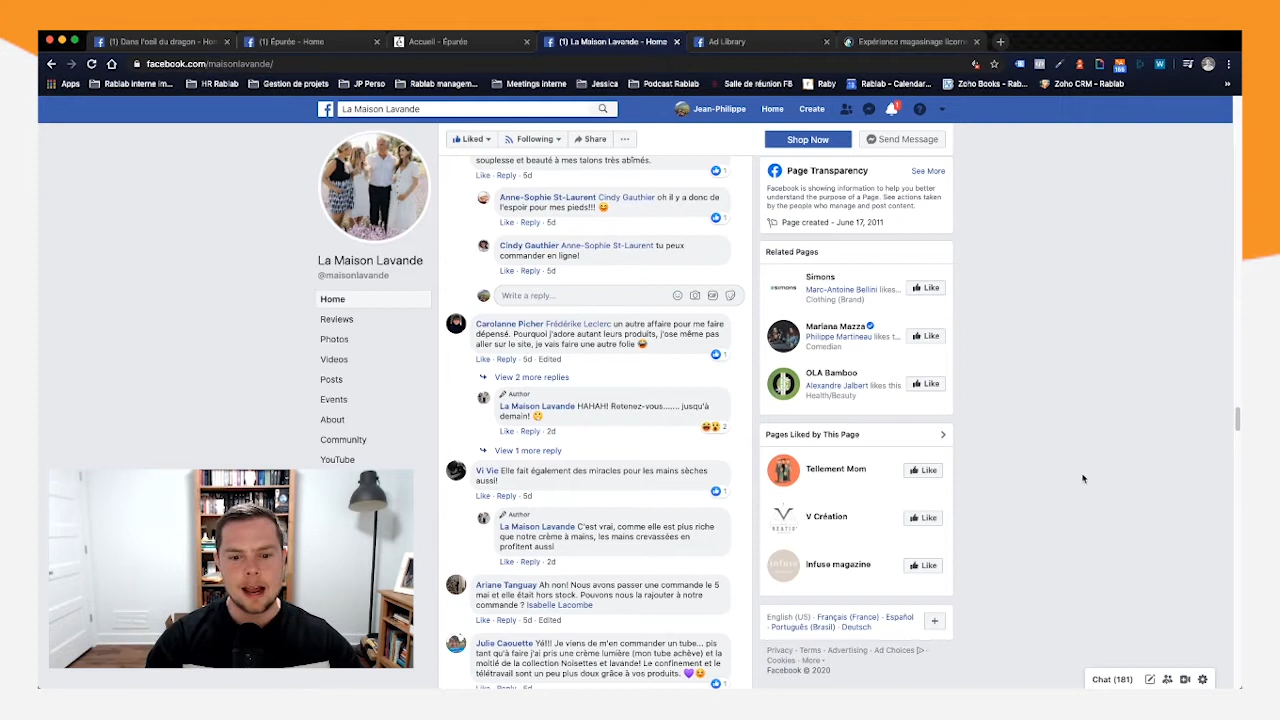 (1) Dans l'oeil du dragon - Hom
(1) Épurée - Home
Accueil - Épurée
(1) La Maison Lavande - Home
Ad Library
Expérience magasinage licorne
facebook.com/maisonlavande/
Apps
Rablab interne im...
HR Rablab
Gestion de projets
JP Perso
Rablab managem...
Meetings interne
Jessica
Podcast Rablab
Salle de réunion FB
Raby
Rablab - Calendar...
Zoho Books - Rab...
Zoho CRM - Rablab
»
La Maison Lavande
Jean-Philippe
Home
Create
1
Liked
Following
Share
...
Shop Now
Send Message
La Maison Lavande
@maisonlavande
Home
Reviews
Photos
Videos
Posts
Events
About
Community
YouTube
souplesse et beauté à mes talons très abîmés.
1
Like · Reply · 5d
Anne-Sophie St-Laurent Cindy Gauthier oh il y a donc de
l'espoir pour mes pieds!!! 😊
1
Like · Reply · 5d
Cindy Gauthier Anne-Sophie St-Laurent tu peux
commander en ligne!
Like · Reply · 5d
Write a reply...
Carolanne Picher Frédérike Leclerc un autre affaire pour me faire
dépensé. Pourquoi j'adore autant leurs produits, j'ose même pas
aller sur le site, je vais faire une autre folie 😂
1
Like · Reply · 5d · Edited
View 2 more replies
Author
La Maison Lavande HAHAH! Retenez-vous....... jusqu'à
demain! 😁
2
Like · Reply · 2d
View 1 more reply
Vi Vie Elle fait également des miracles pour les mains sèches
aussi!
1
Like · Reply · 5d
Author
La Maison Lavande C'est vrai, comme elle est plus riche
que notre crème à mains, les mains crevassées en
profitent aussi
Like · Reply · 2d
Ariane Tanguay Ah non! Nous avons passer une commande le 5
mai et elle était hors stock. Pouvons nous la rajouter à notre
commande ? Isabelle Lacombe
Like · Reply · 5d · Edited
Julie Caouette Yé!!! Je viens de m'en commander un tube... pis
tant qu'à faire j'ai pris une crème lumière (mon tube achève) et la
moitié de la collection Noisettes et lavande! Le confinement et le
télétravail sont un peu plus doux grâce à vos produits. 💜😊
1
Like · Reply · 5d
Page Transparency
See More
Facebook is showing information to help you better
understand the purpose of a Page. See actions taken
by the people who manage and post content.
Page created - June 17, 2011
Related Pages
Simons
Marc-Antoine Bellini likes...
Clothing (Brand)
Like
Mariana Mazza
Philippe Martineau likes t...
Comedian
Like
OLA Bamboo
Alexandre Jalbert likes this
Health/Beauty
Like
Pages Liked by This Page
Tellement Mom
Like
V Création
Like
Infuse magazine
Like
English (US) · Français (France) · Español
· Português (Brasil) · Deutsch
+
Privacy · Terms · Advertising · Ad Choices
Cookies · More
Facebook © 2020
Chat (181)